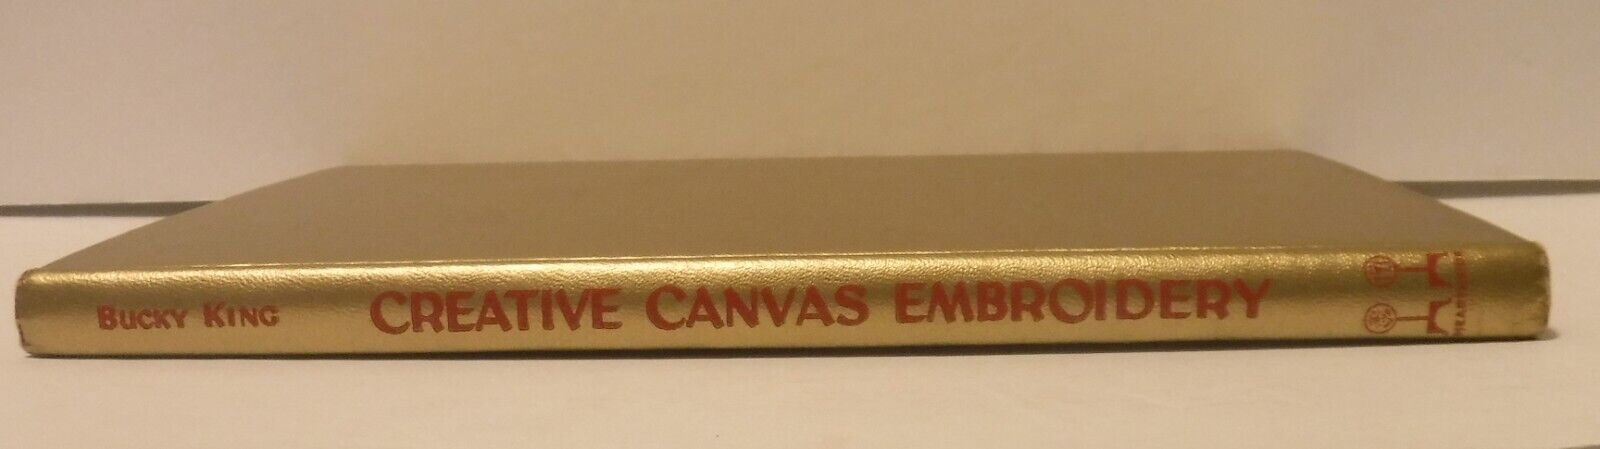 BUCKY KING CREATIVE CANVAS EMBROIDERY